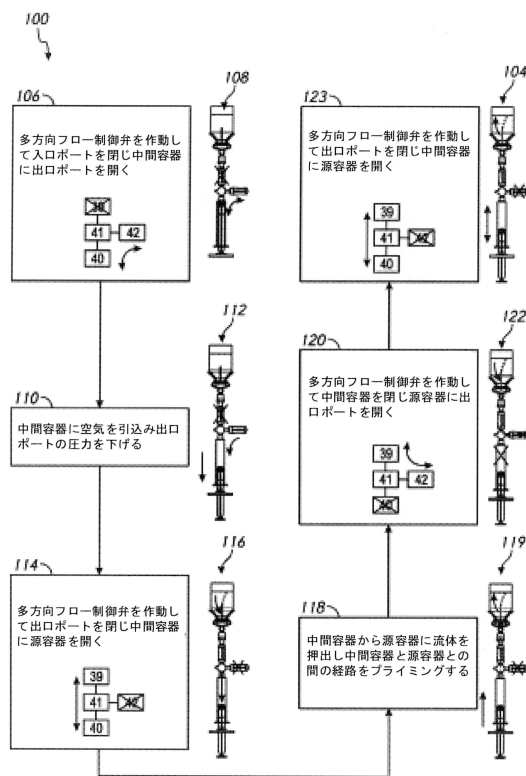 100
106
多方向フロー制御弁を作動し
て入口ポートを閉じ中間容器
に出口ポートを開く
39
41 42
40
108
110
中間容器に空気を引込み出口
ポートの圧力を下げる
112
114
多方向フロー制御弁を作動し
て出口ポートを閉じ中間容器
に源容器を開く
39
41 42
40
116
118
中間容器から源容器に流体を
押出し中間容器と源容器との
間の経路をプライミングする
119
120
多方向フロー制御弁を作動し
て中間容器を閉じ源容器に出
口ポートを開く
39
41 42
40
122
123
多方向フロー制御弁を作動し
て出口ポートを閉じ中間容器
に源容器を開く
39
41 42
40
104